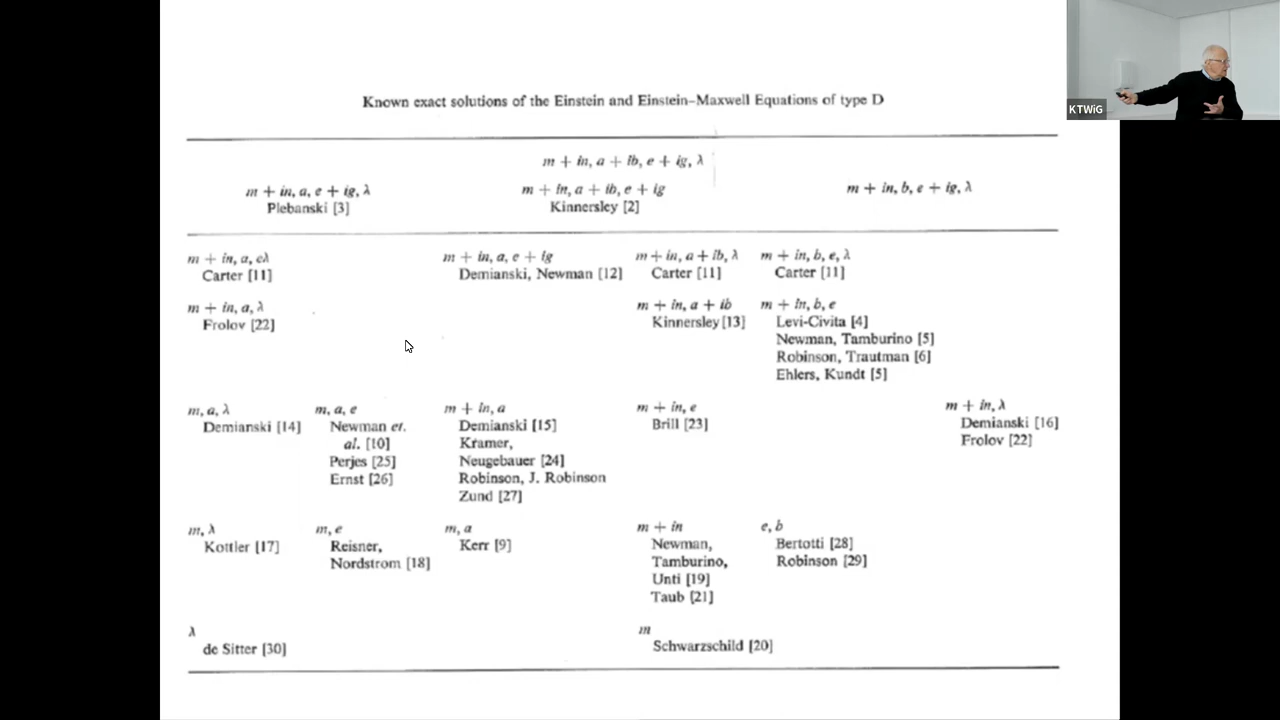 KTWiG
Known exact solutions of the Einstein and Einstein–Maxwell Equations of type D
m + in, a + ib, e + ig, λ
m + in, a, e + ig, λ
Plebanski [3]
m + in, a + ib, e + ig
Kinnersley [2]
m + in, b, e + ig, λ
m + in, a, eλ
Carter [11]
m + in, a, e + ig
Demianski, Newman [12]
m + in, a + ib, λ
Carter [11]
m + in, b, e, λ
Carter [11]
m + in, a, λ
Frolov [22]
m + in, a + ib
Kinnersley [13]
m + in, b, e
Levi-Civita [4]
Newman, Tamburino [5]
Robinson, Trautman [6]
Ehlers, Kundt [5]
m, a, λ
Demianski [14]
m, a, e
Newman et.
al. [10]
Perjes [25]
Ernst [26]
m + in, a
Demianski [15]
Kramer,
Neugebauer [24]
Robinson, J. Robinson
Zund [27]
m + in, e
Brill [23]
m + in, λ
Demianski [16]
Frolov [22]
m, λ
Kottler [17]
m, e
Reisner,
Nordstrom [18]
m, a
Kerr [9]
m + in
Newman,
Tamburino,
Unti [19]
Taub [21]
e, b
Bertotti [28]
Robinson [29]
λ
de Sitter [30]
m
Schwarzschild [20]